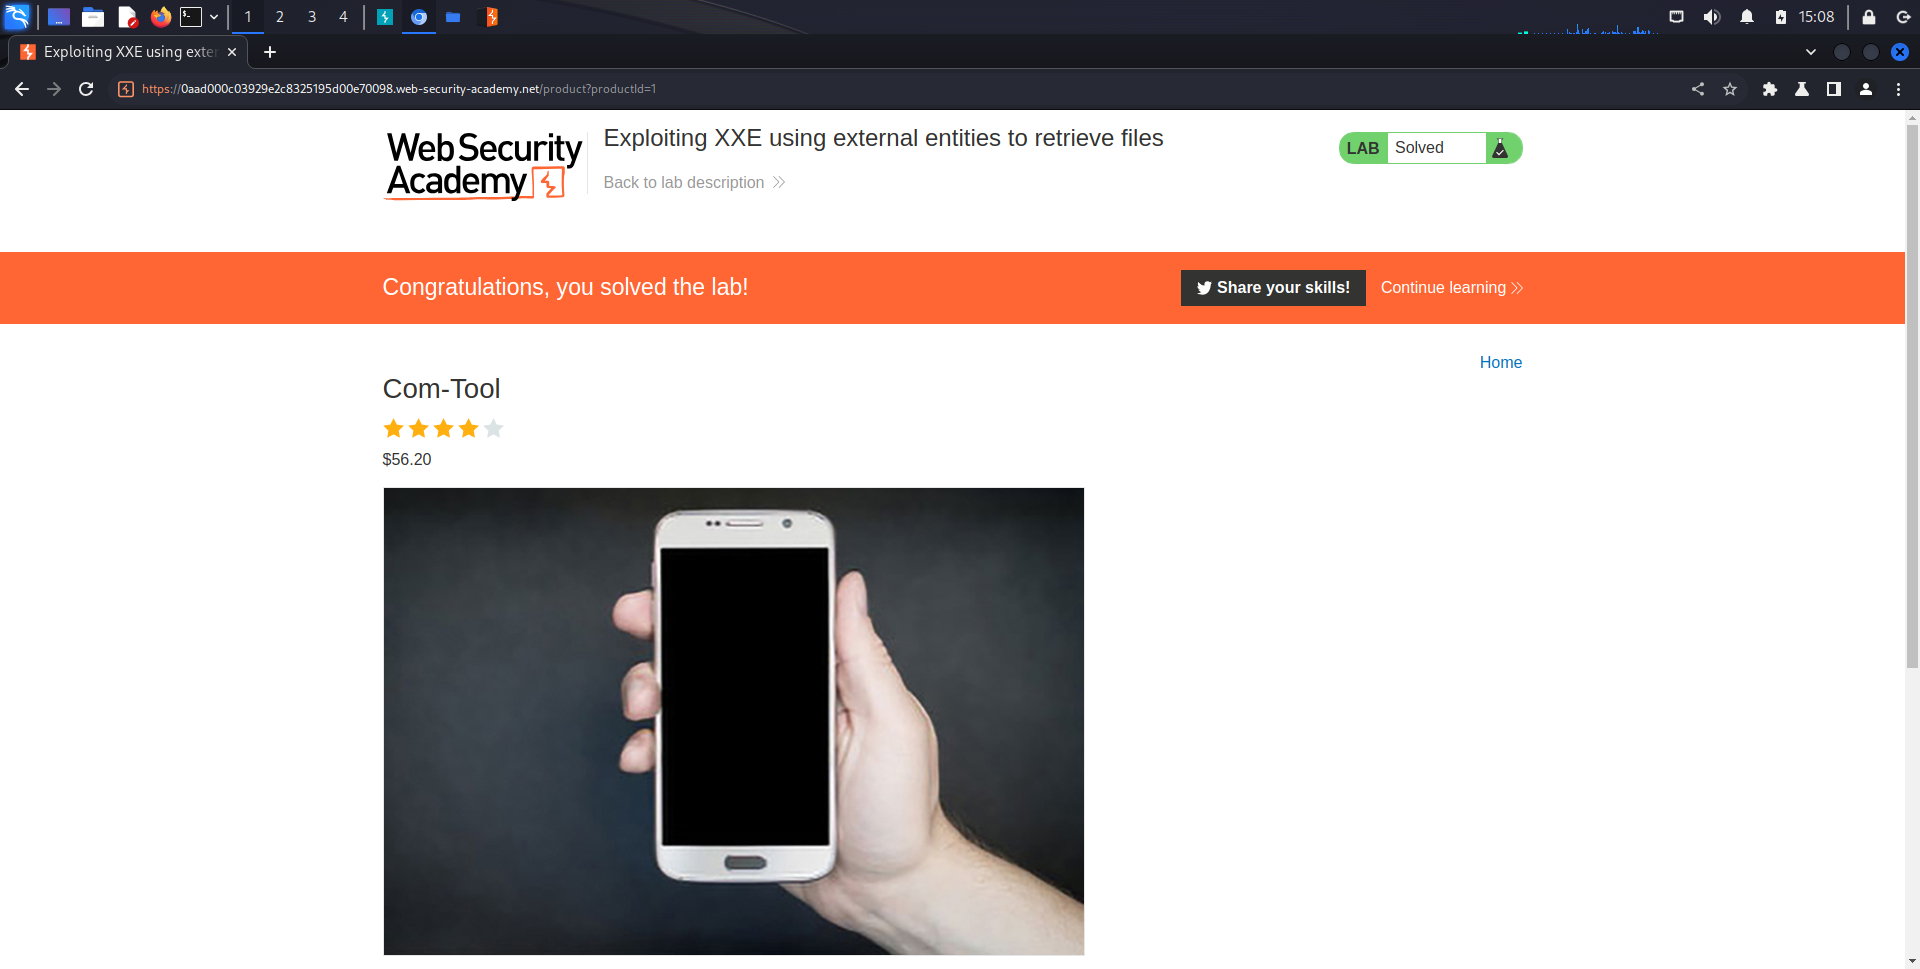 1 2 3 4 15:08
Exploiting XXE using exter
https://0aad000c03929e2c8325195d00e70098.web-security-academy.net/product?productId=1
Web Security
Academy
Exploiting XXE using external entities to retrieve files
Back to lab description
LAB Solved
Congratulations, you solved the lab!
Share your skills!
Continue learning
Home
Com-Tool
$56.20